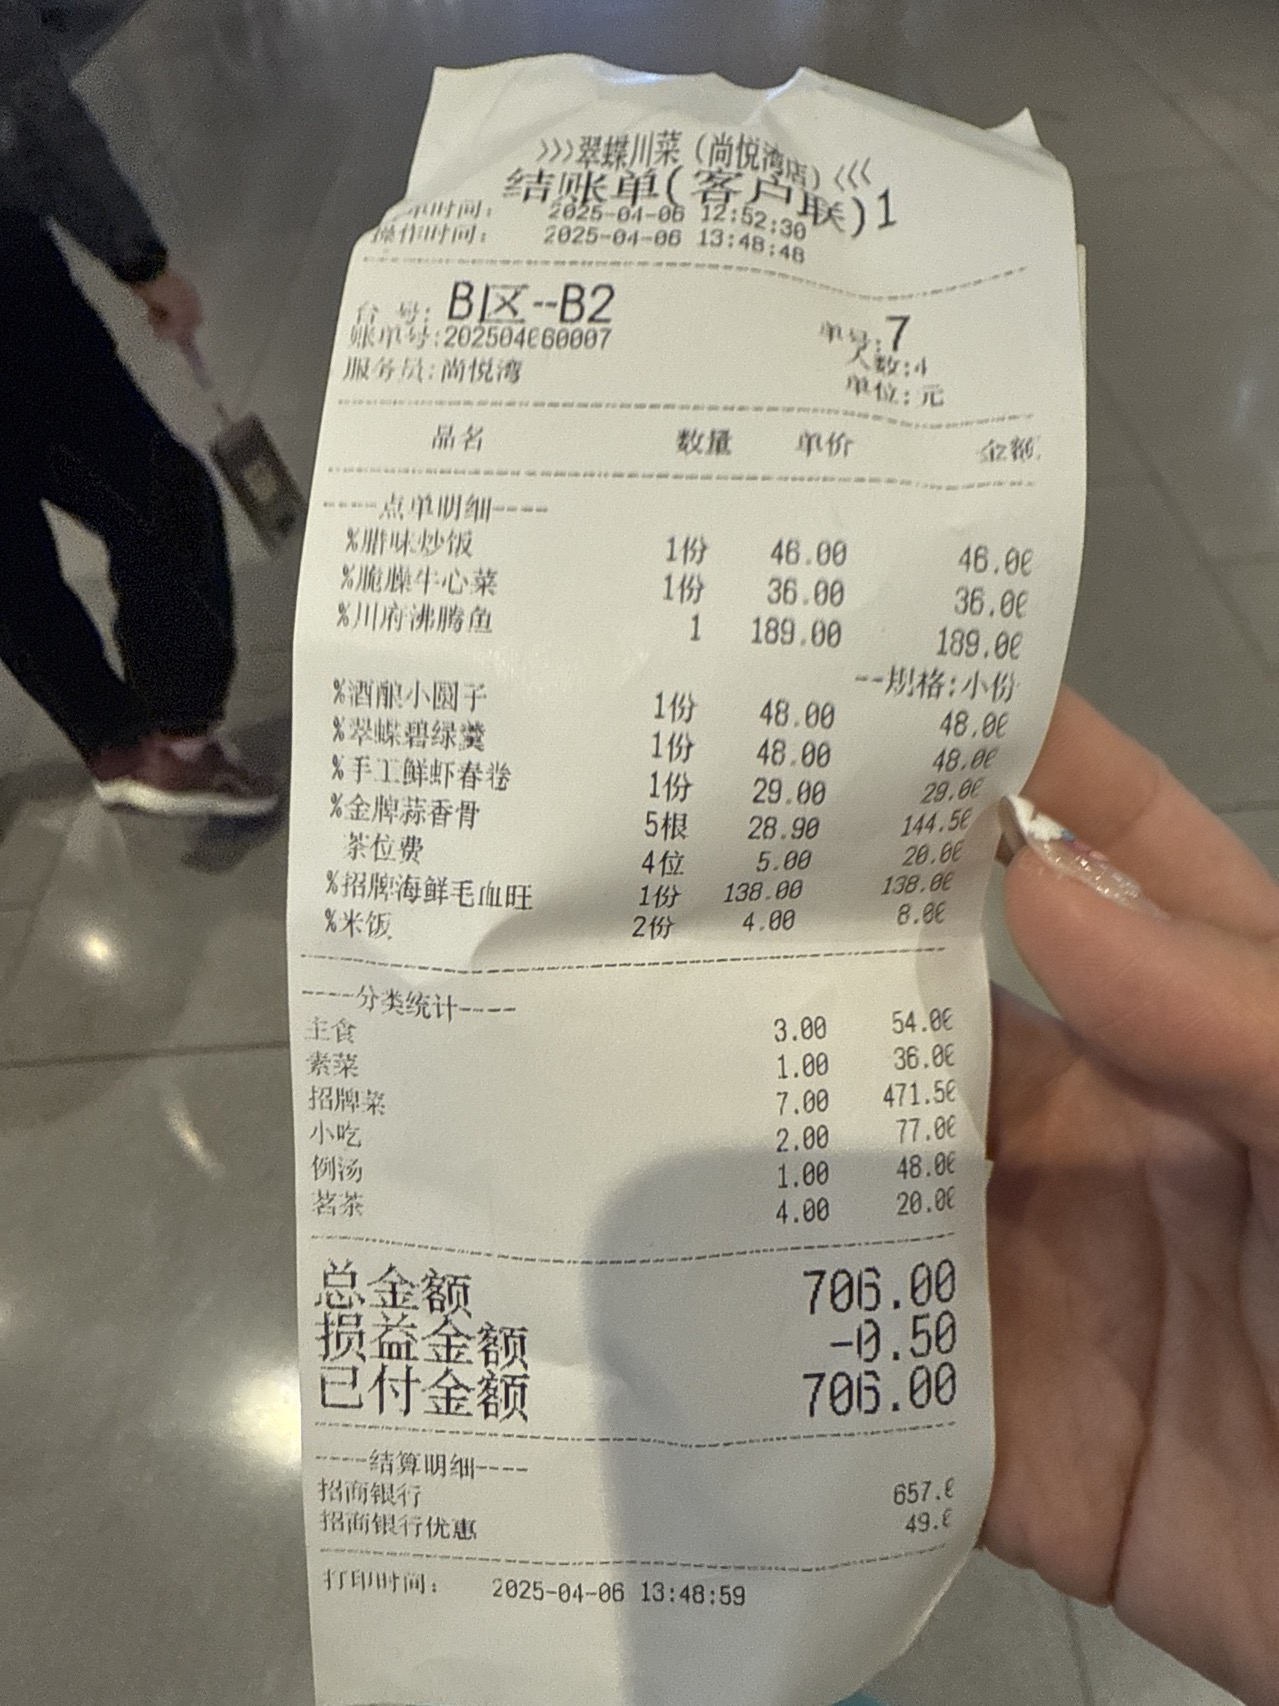 >>>翠蝶川菜(尚悦湾店)<<<
结账单(客户联)1
单时间: 2025-04-06 12:52:30
操作时间: 2025-04-06 13:48:48
台 号: B区--B2
单号:7
账单号:202504060007
人数:4
服务员:尚悦湾
单位:元
品名 数量 单价 金额
----点单明细----
%腊味炒饭 1份 46.00 46.00
%脆臊牛心菜 1份 36.00 36.00
%川府沸腾鱼 1 189.00 189.00
--规格:小份
%酒酿小圆子 1份 48.00 48.00
%翠蝶碧绿羹 1份 48.00 48.00
%手工鲜虾春卷 1份 29.00 29.00
%金牌蒜香骨 5根 28.90 144.50
茶位费 4位 5.00 20.00
%招牌海鲜毛血旺 1份 138.00 138.00
%米饭 2份 4.00 8.00
----分类统计----
主食 3.00 54.00
素菜 1.00 36.00
招牌菜 7.00 471.50
小吃 2.00 77.00
例汤 1.00 48.00
茗茶 4.00 20.00
总金额 706.00
损益金额 -0.50
已付金额 706.00
----结算明细----
招商银行 657.
招商银行优惠 49.
打印时间: 2025-04-06 13:48:59